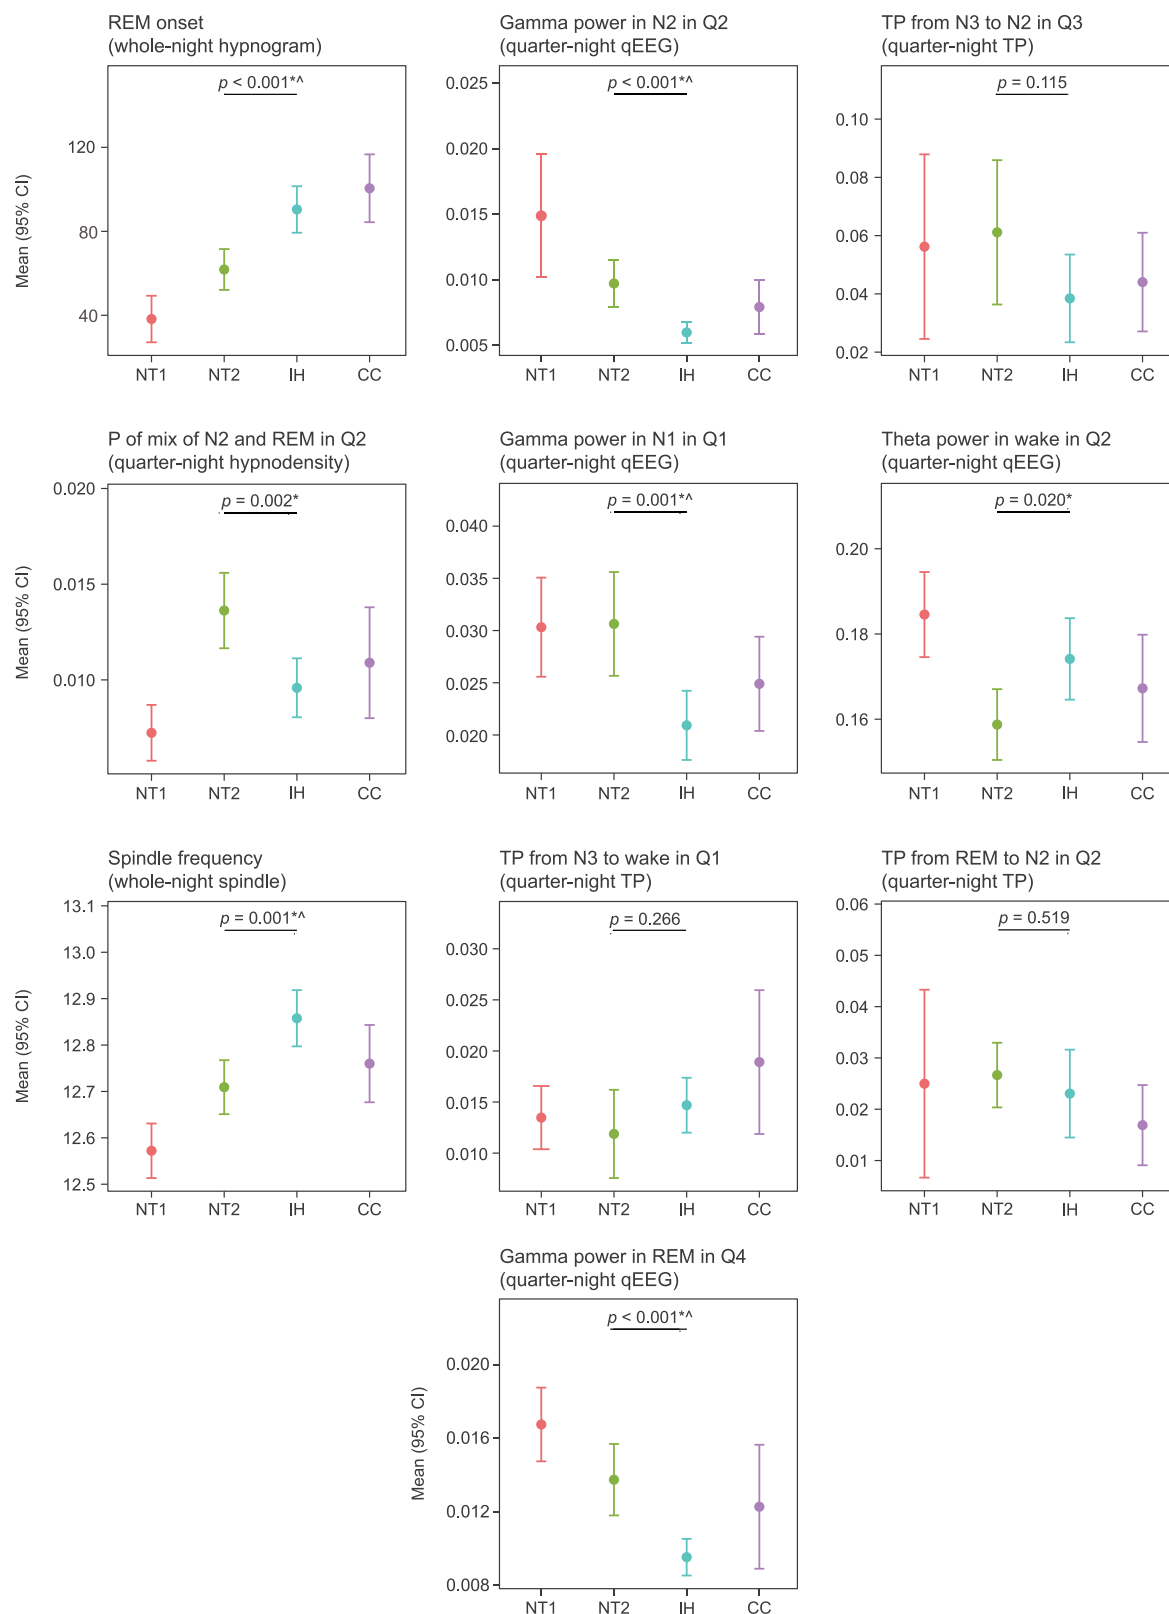 REM onset
(whole-night hypnogram)
p < 0.001*^
Mean (95% CI)
120
80
40
NT1 NT2 IH CC
Gamma power in N2 in Q2
(quarter-night qEEG)
p < 0.001*^
0.025
0.020
0.015
0.010
0.005
NT1 NT2 IH CC
TP from N3 to N2 in Q3
(quarter-night TP)
p = 0.115
0.10
0.08
0.06
0.04
0.02
NT1 NT2 IH CC
P of mix of N2 and REM in Q2
(quarter-night hypnodensity)
p = 0.002*
Mean (95% CI)
0.020
0.015
0.010
NT1 NT2 IH CC
Gamma power in N1 in Q1
(quarter-night qEEG)
p = 0.001*^
0.040
0.035
0.030
0.025
0.020
NT1 NT2 IH CC
Theta power in wake in Q2
(quarter-night qEEG)
p = 0.020*
0.20
0.18
0.16
NT1 NT2 IH CC
Spindle frequency
(whole-night spindle)
p = 0.001*^
Mean (95% CI)
13.1
13.0
12.9
12.8
12.7
12.6
12.5
NT1 NT2 IH CC
TP from N3 to wake in Q1
(quarter-night TP)
p = 0.266
0.030
0.025
0.020
0.015
0.010
NT1 NT2 IH CC
TP from REM to N2 in Q2
(quarter-night TP)
p = 0.519
0.06
0.05
0.04
0.03
0.02
0.01
NT1 NT2 IH CC
Gamma power in REM in Q4
(quarter-night qEEG)
p < 0.001*^
Mean (95% CI)
0.020
0.016
0.012
0.008
NT1 NT2 IH CC